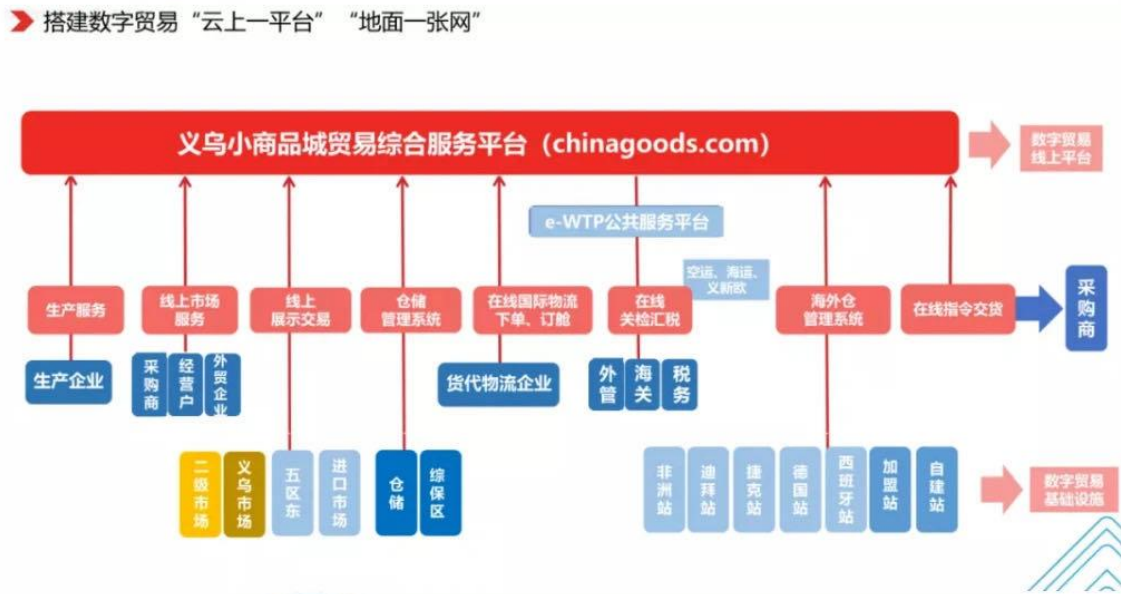 搭建数字贸易“云上一平台”“地面一张网”
义乌小商品城贸易综合服务平台（chinagoods.com）
数字贸易
线上平台
e-WTP公共服务平台
空运、海运、
义新欧
生产服务
线上市场
服务
线上
展示交易
仓储
管理系统
在线国际物流
下单、订舱
在线
关检汇税
海外仓
管理系统
在线指令交货
采购商
生产企业
采购商
经营户
外贸企业
货代物流企业
外管
海关
税务
二级市场
义乌市场
五区东
进口市场
仓储
综保区
非洲站
迪拜站
捷克站
德国站
西班牙站
加盟站
自建站
数字贸易
基础设施